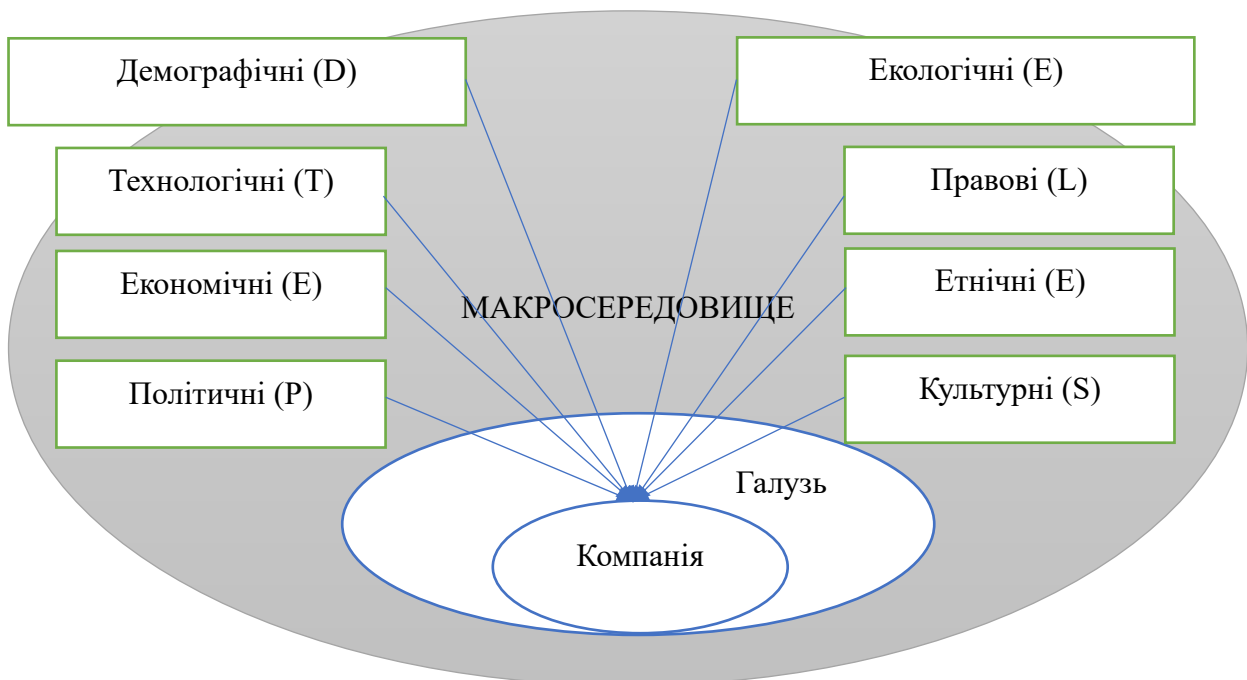 Демографічні (D)
Екологічні (E)
Технологічні (T)
Правові (L)
Економічні (E)
Етнічні (E)
МАКРОСЕРЕДОВИЩЕ
Політичні (P)
Культурні (S)
Галузь
Компанія